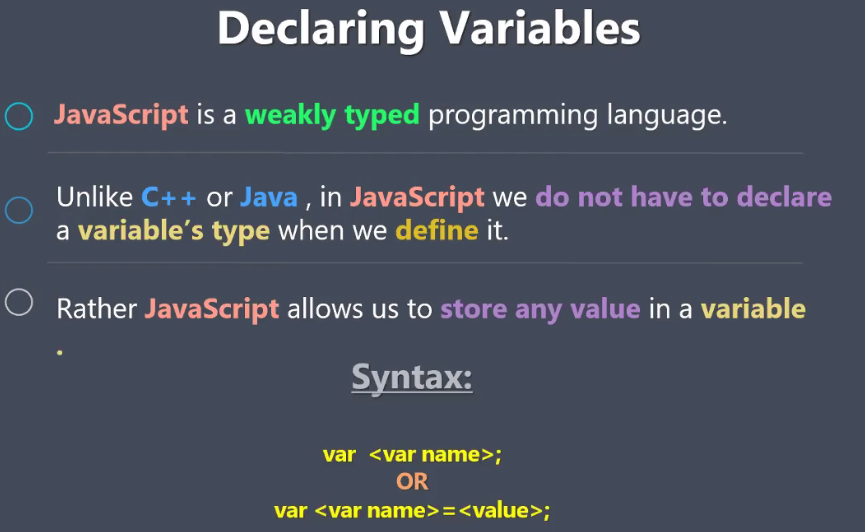 Declaring Variables
JavaScript is a weakly typed programming language.
Unlike C++ or Java , in JavaScript we do not have to declare
a variable's type when we define it.
Rather JavaScript allows us to store any value in a variable
.
Syntax:
var <var name>;
OR
var <var name>=<value>;